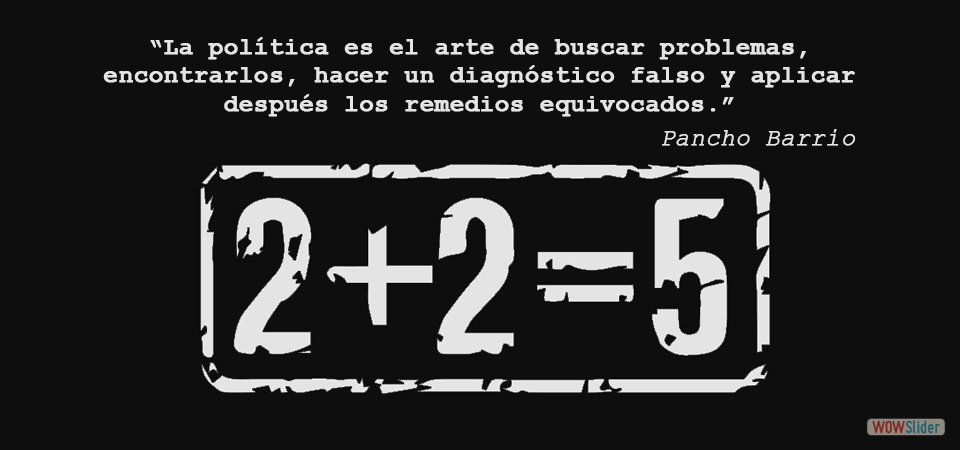 “La política es el arte de buscar problemas,
encontrarlos, hacer un diagnóstico falso y aplicar
después los remedios equivocados.”
Pancho Barrio
2+2=5
WOWSlider